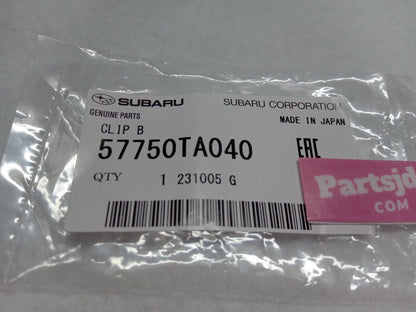 SUBARU SUBARU CORPORATION
GENUINE PARTS MADE IN JAPAN
CLIP B
57750TA040 EAC
QTY 1 231005 G
Partsjd
COM